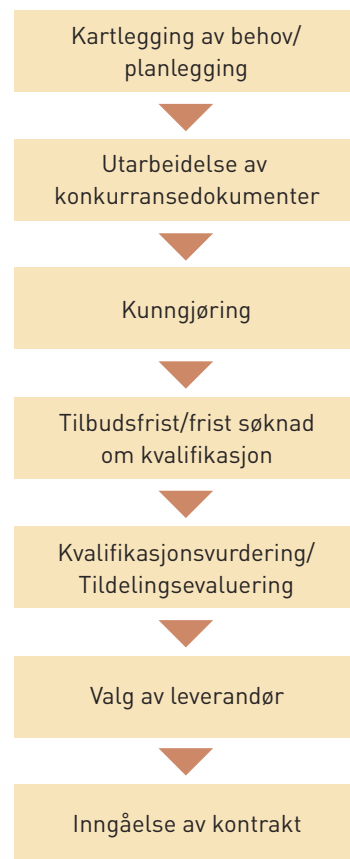 Kartlegging av behov/
planlegging
Utarbeidelse av
konkurransedokumenter
Kunngjøring
Tilbudsfrist/frist søknad
om kvalifikasjon
Kvalifikasjonsvurdering/
Tildelingsevaluering
Valg av leverandør
Inngåelse av kontrakt